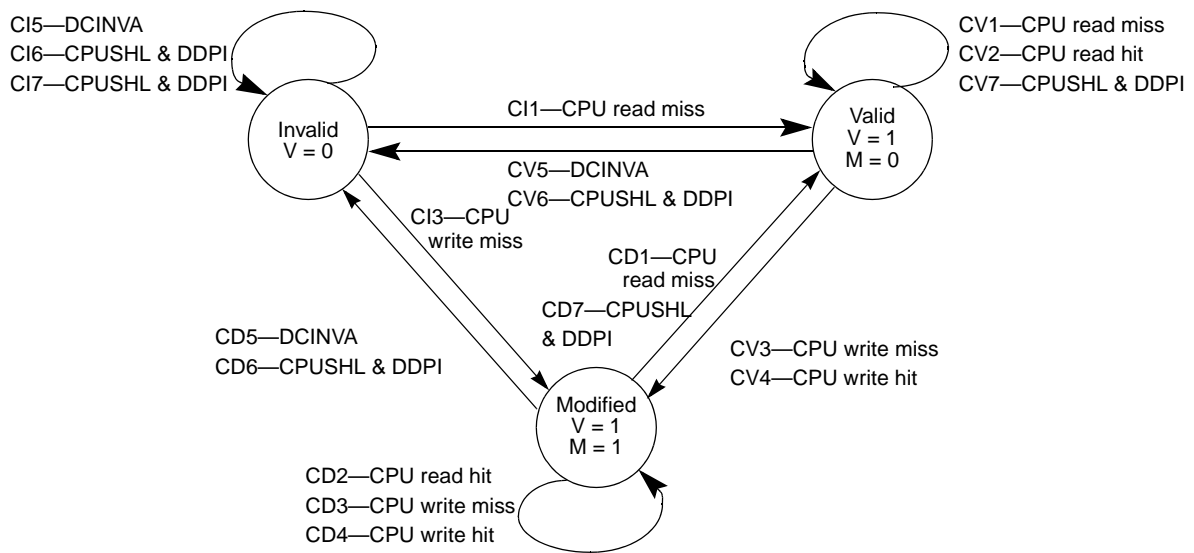 CI5—DCINVA
CI6—CPUSHL & DDPI
CI7—CPUSHL & DDPI
CV1—CPU read miss
CV2—CPU read hit
CV7—CPUSHL & DDPI
Invalid
V = 0
CI1—CPU read miss
Valid
V = 1
M = 0
CV5—DCINVA
CV6—CPUSHL & DDPI
CI3—CPU
write miss
CD1—CPU
read miss
CD7—CPUSHL
& DDPI
CD5—DCINVA
CD6—CPUSHL & DDPI
CV3—CPU write miss
CV4—CPU write hit
Modified
V = 1
M = 1
CD2—CPU read hit
CD3—CPU write miss
CD4—CPU write hit